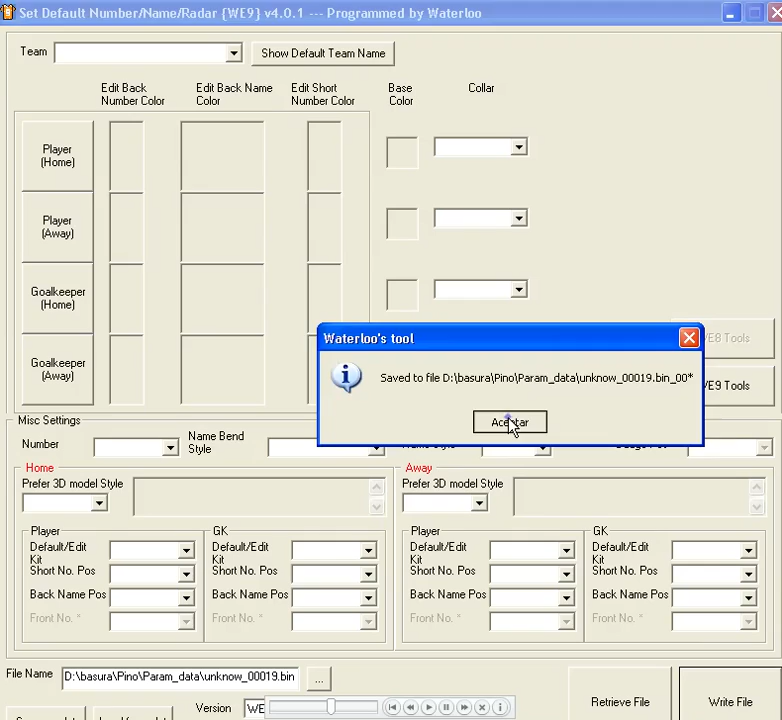 Set Default Number/Name/Radar {WE9} v4.0.1 --- Programmed by Waterloo
Team
Show Default Team Name
Edit Back Number Color
Edit Back Name Color
Edit Short Number Color
Base Color
Collar
Player (Home)
Player (Away)
Goalkeeper (Home)
Goalkeeper (Away)
E8 Tools
E9 Tools
Waterloo's tool
Saved to file D:\basura\Pino\Param_data\unknow_00019.bin_00*
Aceptar
Misc Settings
Number
Name Bend Style
Home
Prefer 3D model Style
Player
Default/Edit Kit
Short No. Pos
Back Name Pos
Front No. *
GK
Default/Edit Kit
Short No. Pos
Back Name Pos
Front No. *
Away
Prefer 3D model Style
Player
Default/Edit Kit
Short No. Pos
Back Name Pos
Front No. *
GK
Default/Edit Kit
Short No. Pos
Back Name Pos
Front No. *
File Name
D:\basura\Pino\Param_data\unknow_00019.bin
...
Version
WE
Retrieve File
Write File